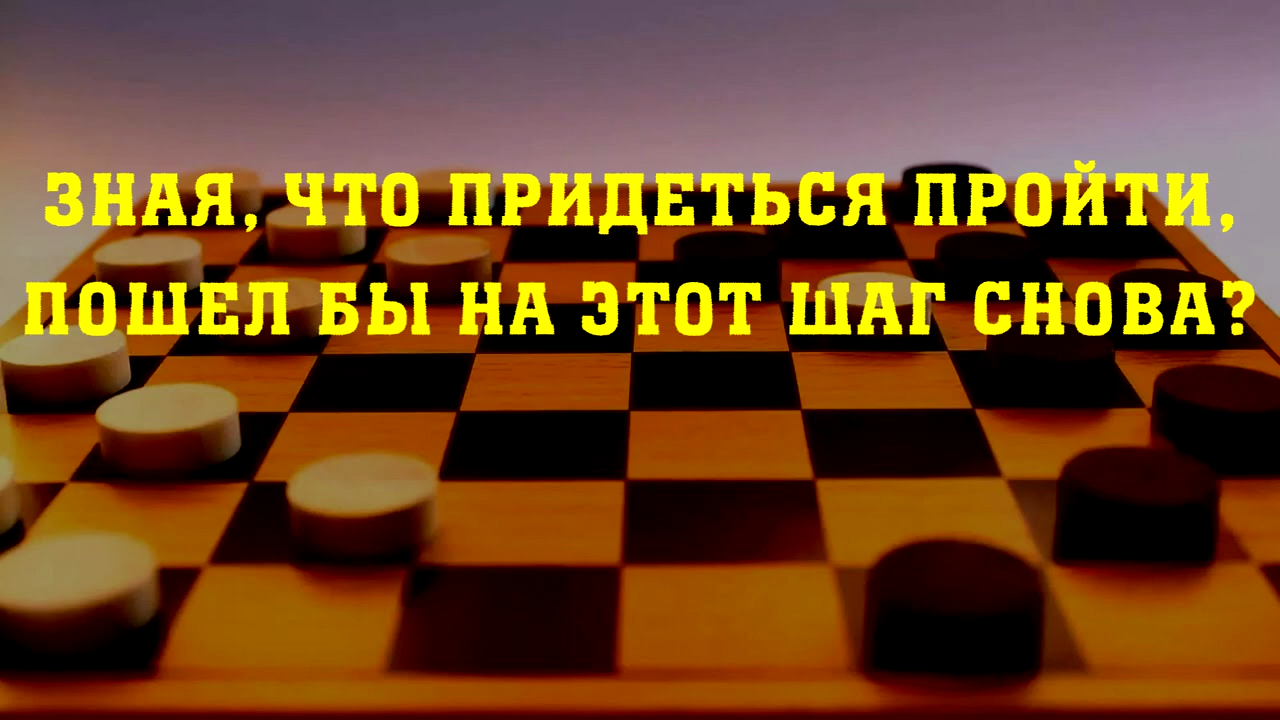 ЗНАЯ, ЧТО ПРИДЕТЬСЯ ПРОЙТИ,
ПОШЕЛ БЫ НА ЭТОТ ШАГ СНОВА?